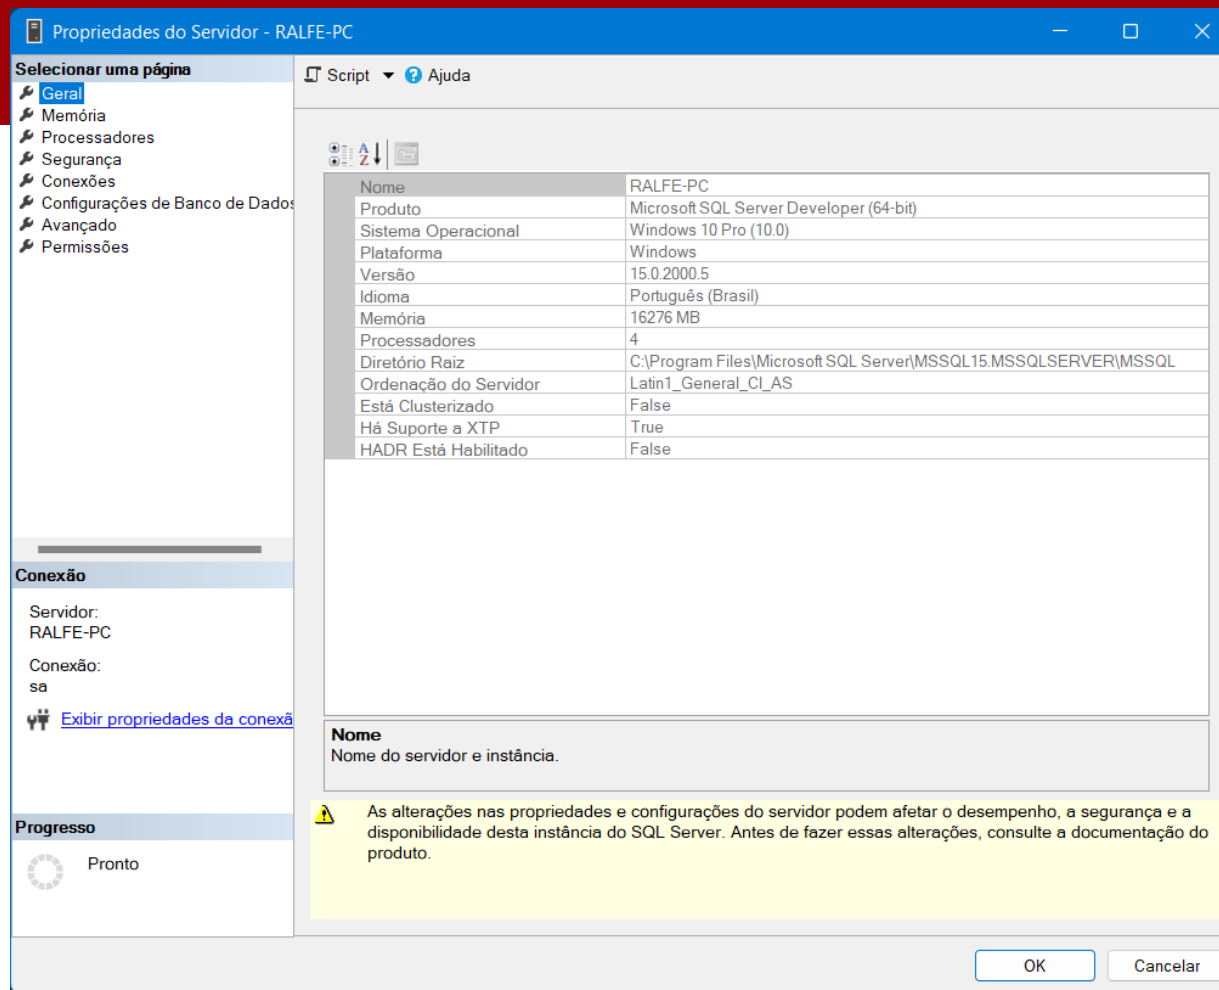 Propriedades do Servidor - RALFE-PC
Selecionar uma página
Geral
Memória
Processadores
Segurança
Conexões
Configurações de Banco de Dados
Avançado
Permissões
Script Ajuda
Nome RALFE-PC
Produto Microsoft SQL Server Developer (64-bit)
Sistema Operacional Windows 10 Pro (10.0)
Plataforma Windows
Versão 15.0.2000.5
Idioma Português (Brasil)
Memória 16276 MB
Processadores 4
Diretório Raiz C:\Program Files\Microsoft SQL Server\MSSQL15.MSSQLSERVER\MSSQL
Ordenação do Servidor Latin1_General_CI_AS
Está Clusterizado False
Há Suporte a XTP True
HADR Está Habilitado False
Conexão
Servidor:
RALFE-PC
Conexão:
sa
Exibir propriedades da conexã
Nome
Nome do servidor e instância.
As alterações nas propriedades e configurações do servidor podem afetar o desempenho, a segurança e a
disponibilidade desta instância do SQL Server. Antes de fazer essas alterações, consulte a documentação do
produto.
Progresso
Pronto
OK Cancelar